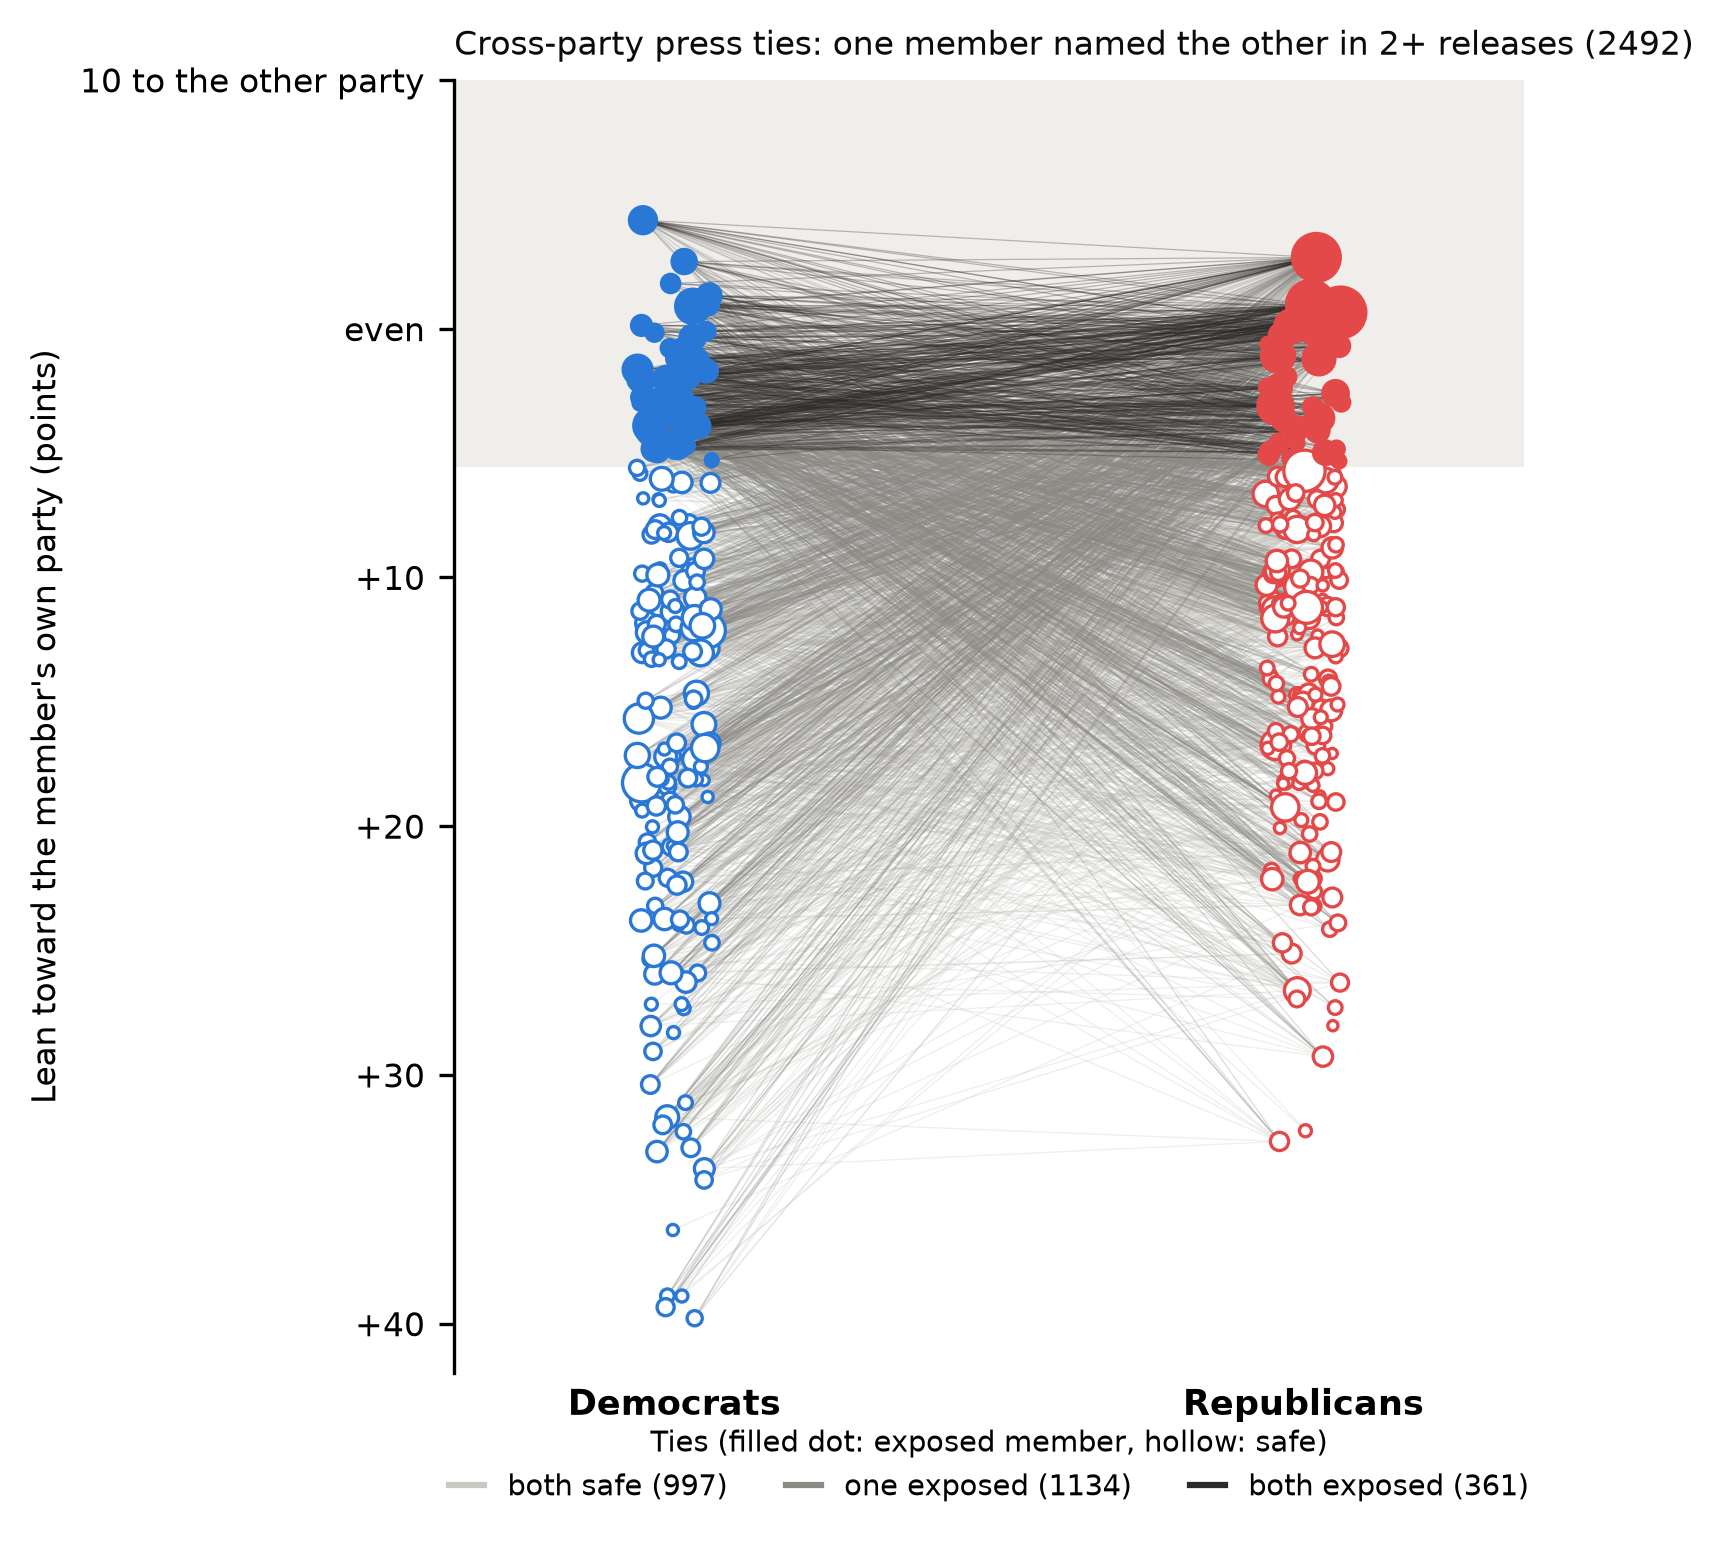 Cross-party press ties: one member named the other in 2+ releases (2492)
10 to the other party
even
+10
+20
+30
+40
Lean toward the member's own party (points)
Democrats
Republicans
Ties (filled dot: exposed member, hollow: safe)
both safe (997)
one exposed (1134)
both exposed (361)